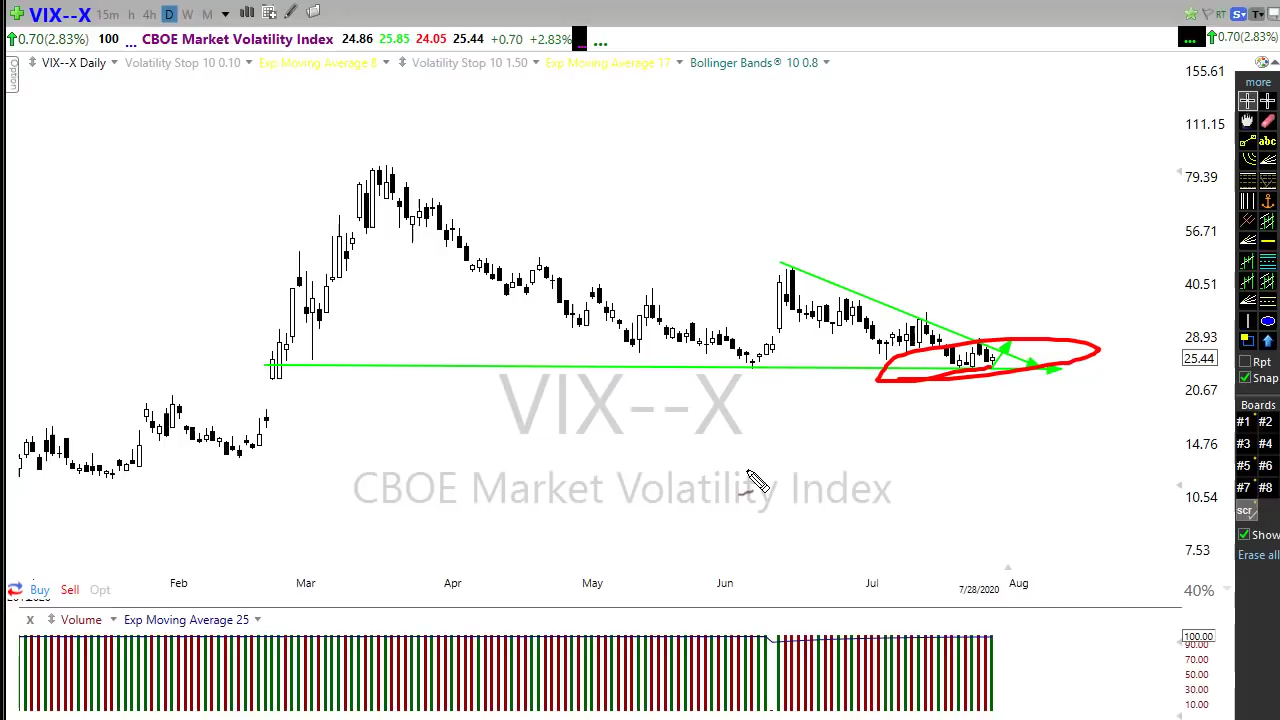 VIX--X 15m h 4h D W M RT S T
0.70(2.83%) 100 ... CBOE Market Volatility Index 24.86 25.85 24.05 25.44 +0.70 +2.83% ... ... ... 0.70(2.83%)
Option VIX--X Daily Volatility Stop 10 0.10 Exp Moving Average 8 Volatility Stop 10 1.50 Exp Moving Average 17 Bollinger Bands® 10 0.8
155.61
more
111.15
abc
79.39
56.71
40.51
28.93
25.44
Rpt
Snap
20.67
VIX--X
Boards
#1 #2
14.76
#3 #4
#5 #6
CBOE Market Volatility Index
#7 #8
10.54
scr
Show
7.53
Erase all
Feb Mar Apr May Jun Jul 7/28/2020 Aug
Buy Sell Opt
40%
X Volume Exp Moving Average 25
100.00
90.00
70.00
50.00
30.00
10.00